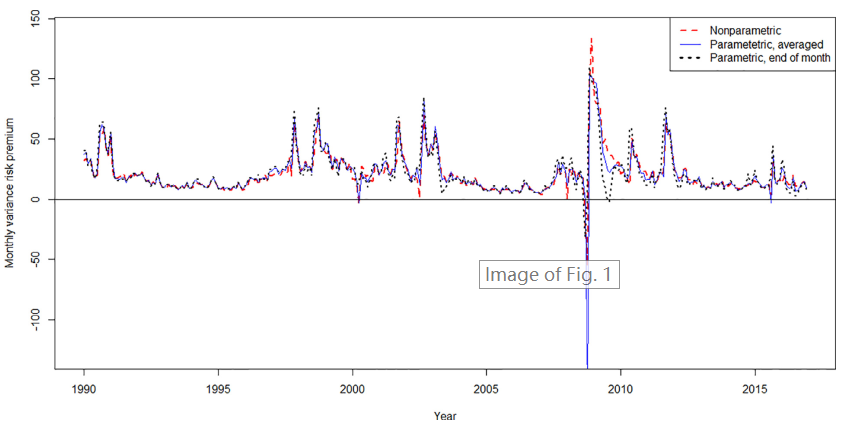 150
100
50
0
-50
-100
Monthly variance risk premium
Nonparametric
Parametetric, averaged
Parametric, end of month
Image of Fig. 1
1990
1995
2000
2005
2010
2015
Year